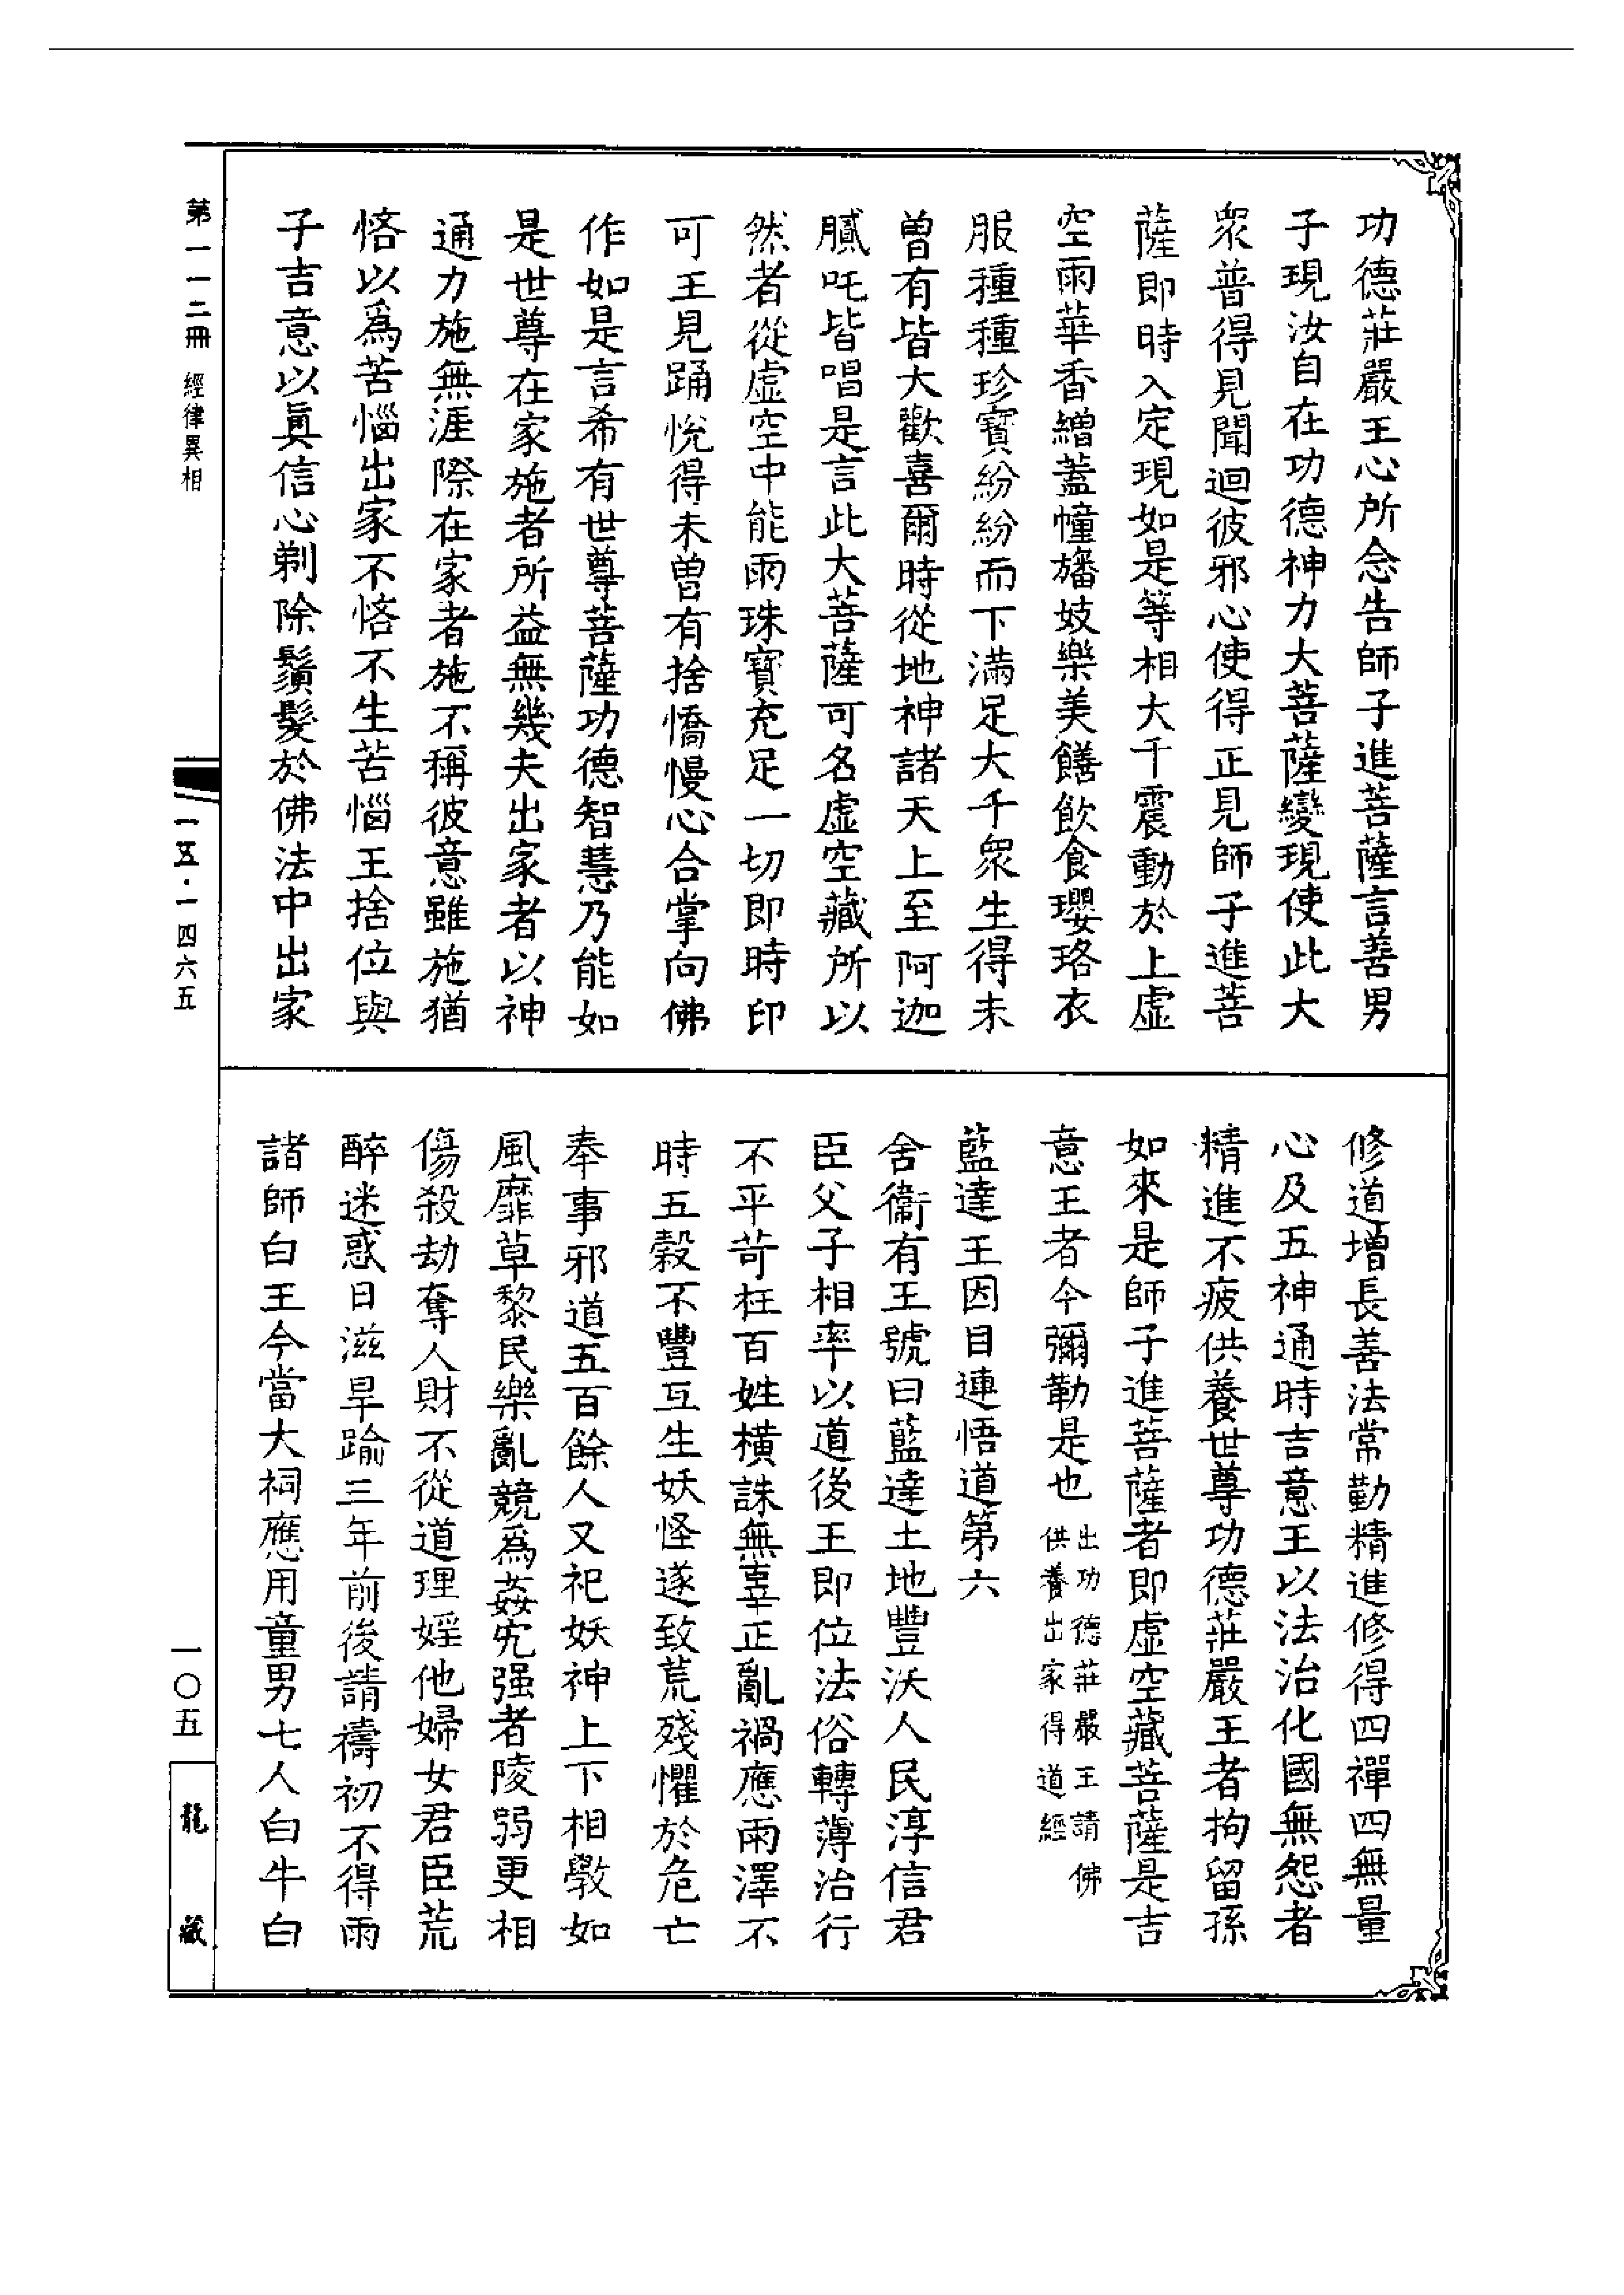 功德莊嚴王心所念告師子進菩薩言善男
子現汝自在功德神力大菩薩變現使此大
衆普得見聞迴彼邪心使得正見師子進菩
薩即時入定現如是等相大千震動於上虛
空雨華香繒蓋幢旛妓樂美饍飲食瓔珞衣
服種種珍寶紛紛而下滿足大千衆生得未
曽有皆大歡喜爾時從地神諸天上至阿迦
膩吒皆唱是言此大菩薩可名虛空藏所以
然者從虛空中能雨珠寶充足一切即時印
可王見踊悅得未曽有捨憍慢心合掌向佛
作如是言希有世尊菩薩功德智慧乃能如
是世尊在家施者所益無幾夫出家者以神
通力施無涯際在家者施不稱彼意雖施猶
悋以爲苦惱出家不悋不生苦惱王捨位與
子吉意以眞信心剃除鬚髮於佛法中出家
修道增長善法常勤精進修得四禪四無量
心及五神通時吉意王以法治化國無怨者
精進不疲供養世尊功德莊嚴王者拘留孫
如來是師子進菩薩者即虛空藏菩薩是吉
意王者今彌勒是也出功德莊嚴王請佛
供養出家得道經
藍達王因目連悟道第六
舍衞有王號曰藍達土地豐沃人民淳信君
臣父子相率以道後王即位法俗轉薄治行
不平苛枉百姓橫誅無辜正亂禍應雨澤不
時五穀不豐互生妖怪遂致荒殘懼於危亡
奉事邪道五百餘人又祀妖神上下相斆如
風靡草黎民樂亂競爲姦宄强者陵弱更相
傷殺劫奪人財不從道理婬他婦女君臣荒
醉迷惑日滋旱踰三年前後請禱初不得雨
諸師白王今當大祠應用童男七人白牛白
第一一二冊 經律異相
一五·一四六五
一〇五
龍藏